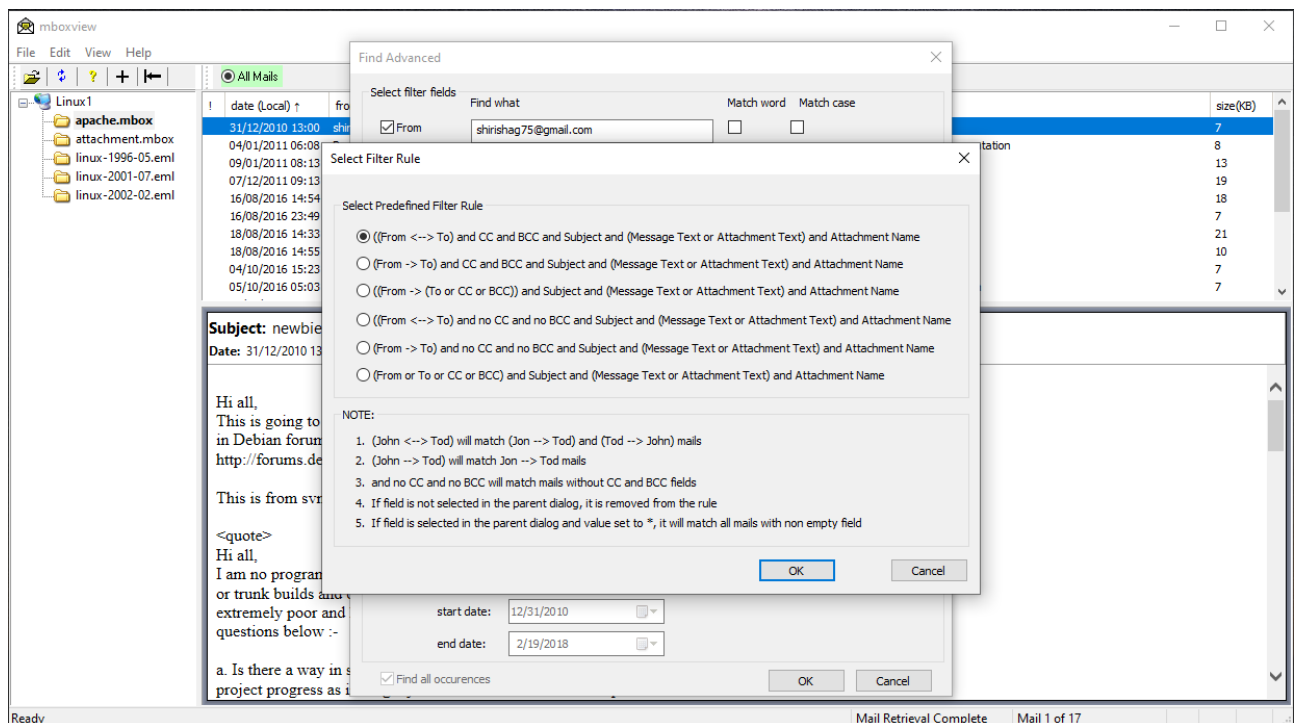 mboxview
File Edit View Help
All Mails
Linux1
apache.mbox
attachment.mbox
linux-1996-05.eml
linux-2001-07.eml
linux-2002-02.eml
! date (Local) ↑ fro size(KB)
31/12/2010 13:00 shir 7
04/01/2011 06:08 tation 8
09/01/2011 08:13 13
07/12/2011 09:13 19
16/08/2016 14:54 18
16/08/2016 23:49 7
18/08/2016 14:33 21
18/08/2016 14:55 10
04/10/2016 15:23 7
05/10/2016 05:03 7
Find Advanced
Select filter fields
Find what Match word Match case
From shirishag75@gmail.com
Select Filter Rule
Select Predefined Filter Rule
((From <--> To) and CC and BCC and Subject and (Message Text or Attachment Text) and Attachment Name
(From -> To) and CC and BCC and Subject and (Message Text or Attachment Text) and Attachment Name
((From -> (To or CC or BCC)) and Subject and (Message Text or Attachment Text) and Attachment Name
((From <--> To) and no CC and no BCC and Subject and (Message Text or Attachment Text) and Attachment Name
(From -> To) and no CC and no BCC and Subject and (Message Text or Attachment Text) and Attachment Name
(From or To or CC or BCC) and Subject and (Message Text or Attachment Text) and Attachment Name
NOTE:
1. (John <--> Tod) will match (Jon --> Tod) and (Tod --> John) mails
2. (John --> Tod) will match Jon --> Tod mails
3. and no CC and no BCC will match mails without CC and BCC fields
4. If field is not selected in the parent dialog, it is removed from the rule
5. If field is selected in the parent dialog and value set to *, it will match all mails with non empty field
OK Cancel
start date: 12/31/2010
end date: 2/19/2018
Find all occurences
OK Cancel
Subject: newbie
Date: 31/12/2010 13
Hi all,
This is going to
in Debian forum
http://forums.de
This is from svn
<quote>
Hi all,
I am no program
or trunk builds and
extremely poor and
questions below :-
a. Is there a way in s
project progress as i
Ready Mail Retrieval Complete Mail 1 of 17